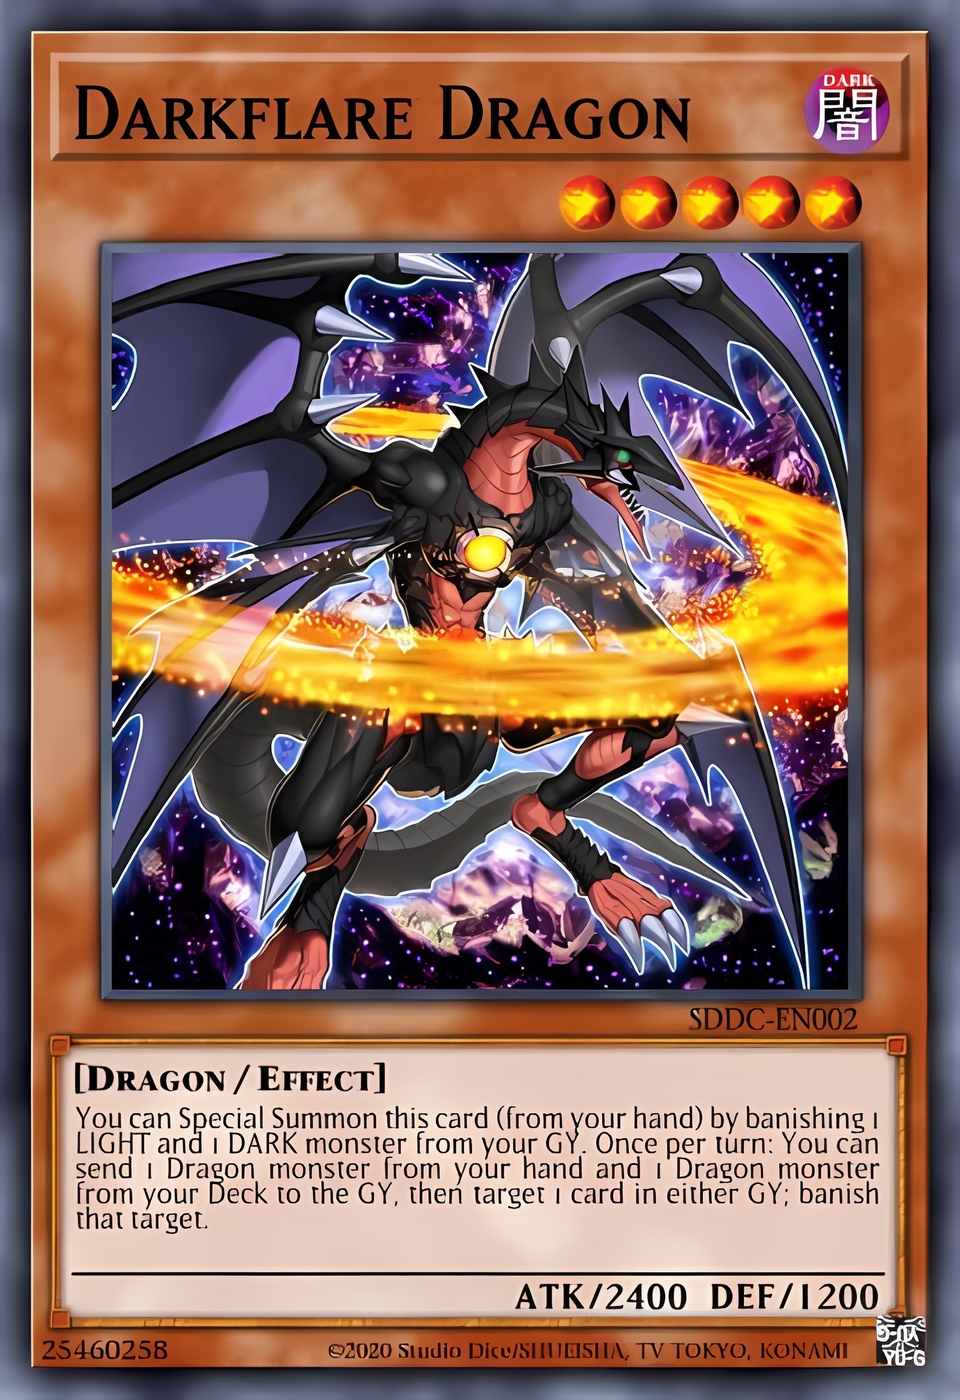 Darkflare Dragon
DARK
闇
SDDC-EN002
[Dragon / Effect]
You can Special Summon this card (from your hand) by banishing 1
LIGHT and 1 DARK monster from your GY. Once per turn: You can
send 1 Dragon monster from your hand and 1 Dragon monster
from your Deck to the GY, then target 1 card in either GY; banish
that target.
ATK/2400 DEF/1200
25460258
©2020 Studio Dice/SHUEISHA, TV TOKYO, KONAMI